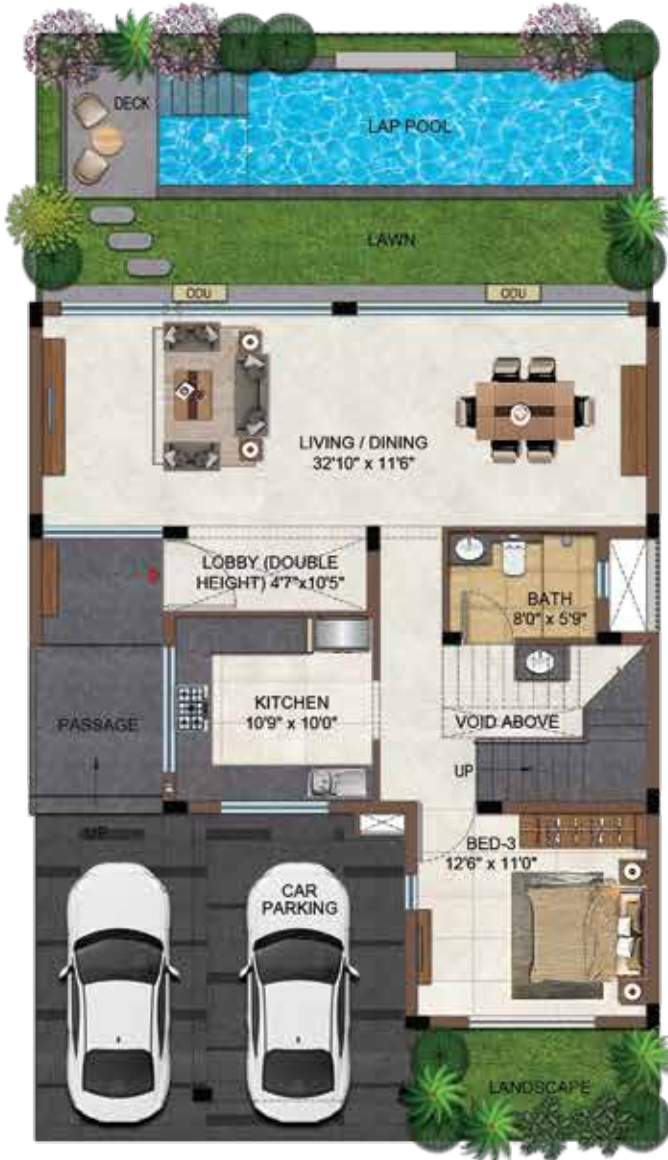 DECK
LAP POOL
LAWN
ODU
ODU
LIVING / DINING
32'10" x 11'6"
LOBBY (DOUBLE
HEIGHT) 4'7"x10'5"
BATH
8'0" x 5'9"
KITCHEN
10'9" x 10'0"
PASSAGE
VOID ABOVE
UP
UP
BED-3
12'6" x 11'0"
CAR
PARKING
LANDSCAPE